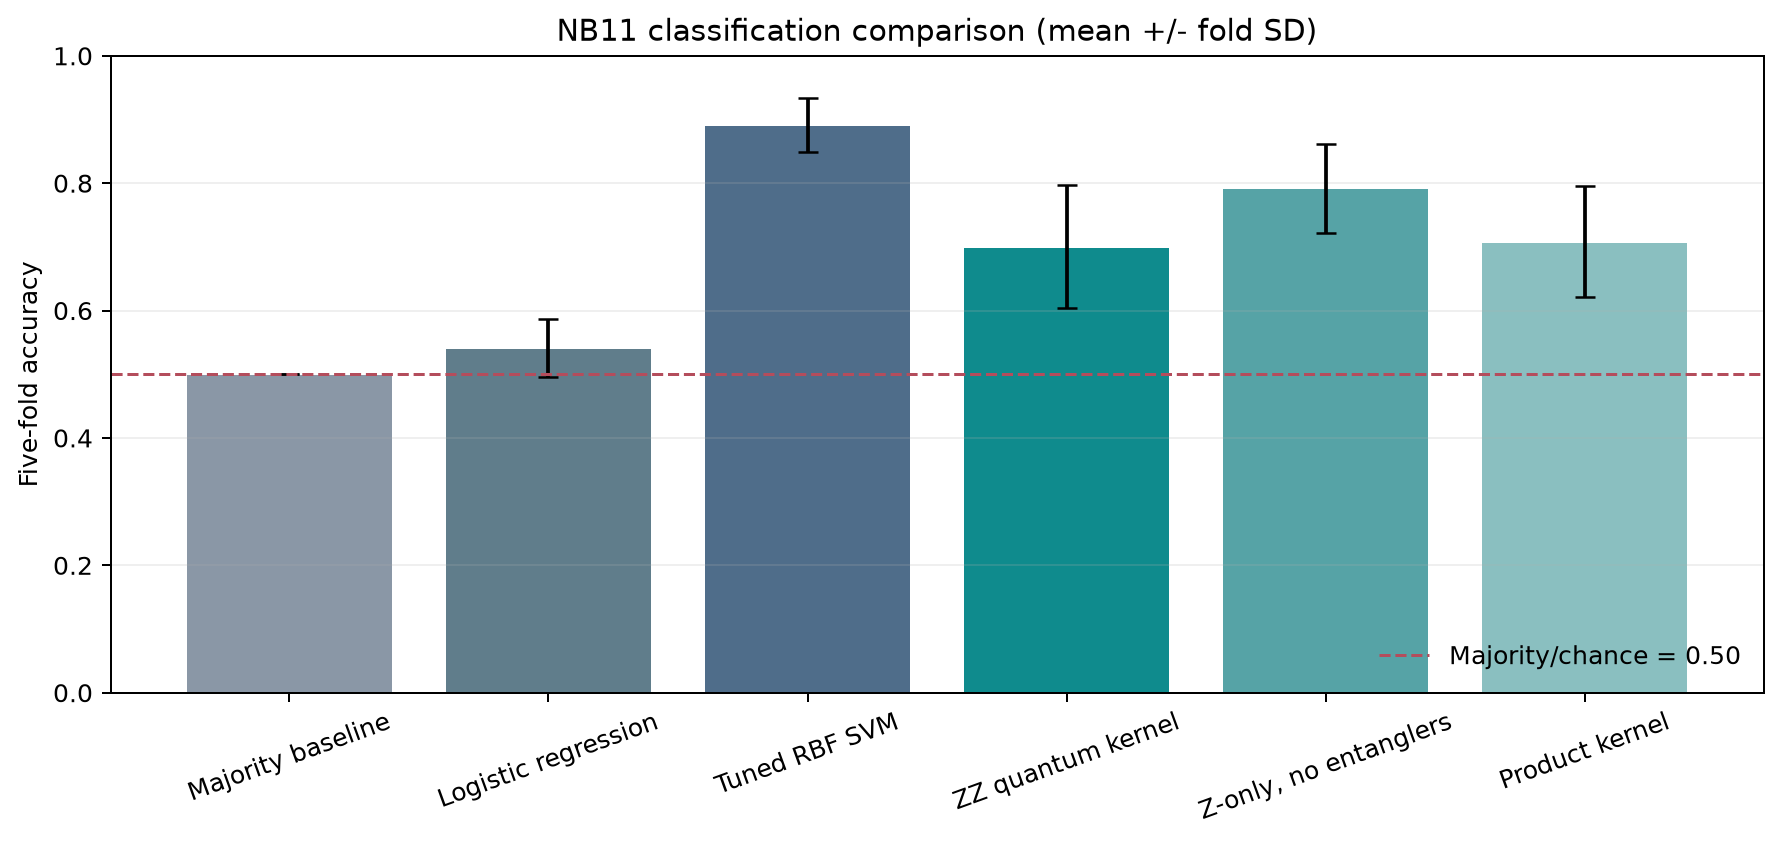 NB11 classification comparison (mean +/- fold SD)
Five-fold accuracy
1.0
0.8
0.6
0.4
0.2
0.0
Majority/chance = 0.50
Majority baseline
Logistic regression
Tuned RBF SVM
ZZ quantum kernel
Z-only, no entanglers
Product kernel